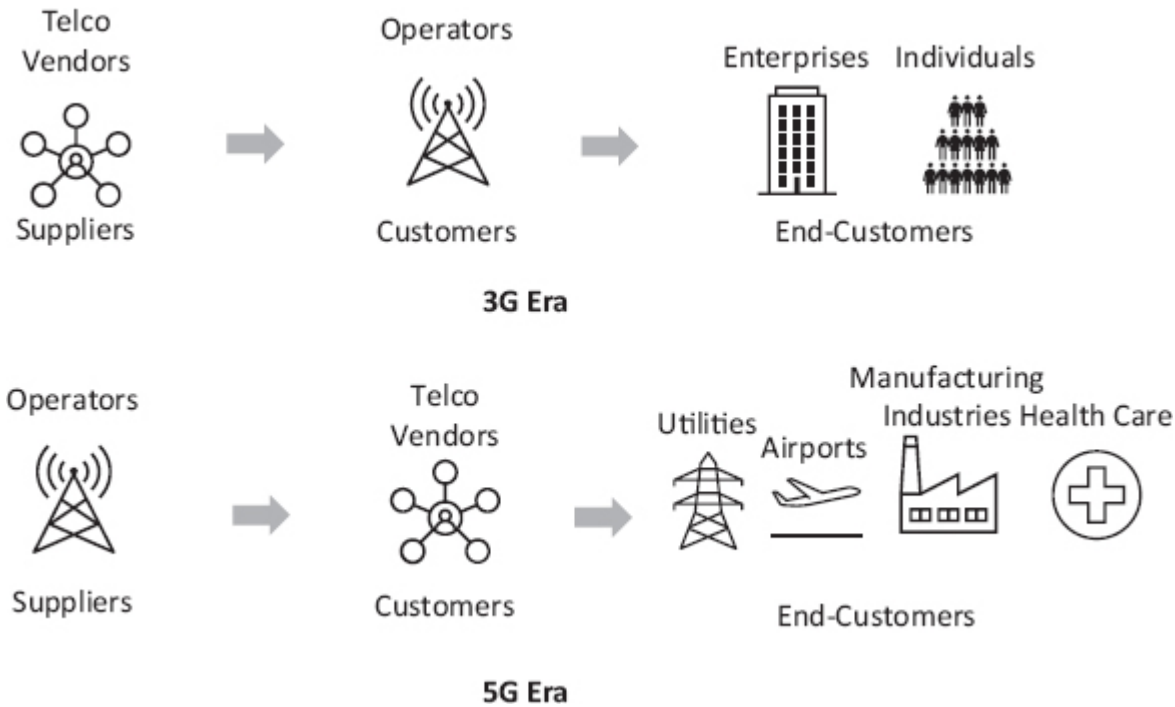 Telco
Vendors
Operators
Enterprises
Individuals
Suppliers
Customers
End-Customers
3G Era
Operators
Telco
Vendors
Utilities
Airports
Manufacturing
Industries
Health Care
Suppliers
Customers
End-Customers
5G Era